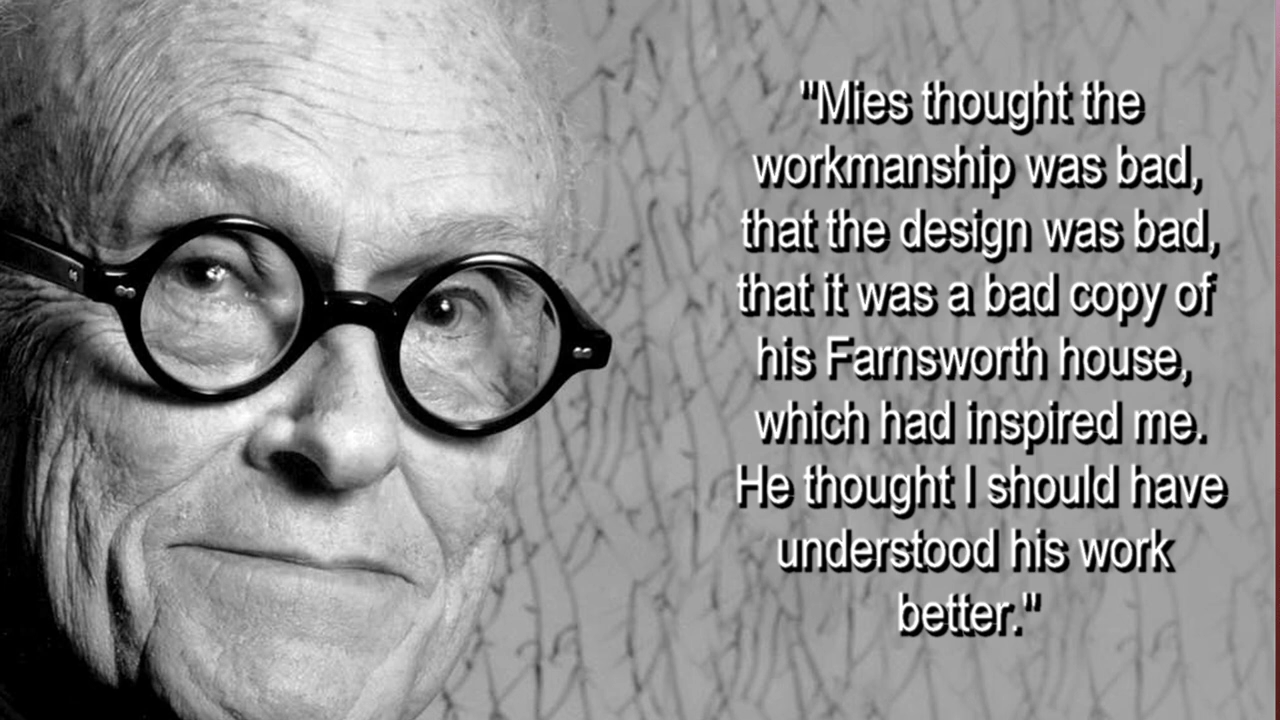 "Mies thought the
workmanship was bad,
that the design was bad,
that it was a bad copy of
his Farnsworth house,
which had inspired me.
He thought I should have
understood his work
better."